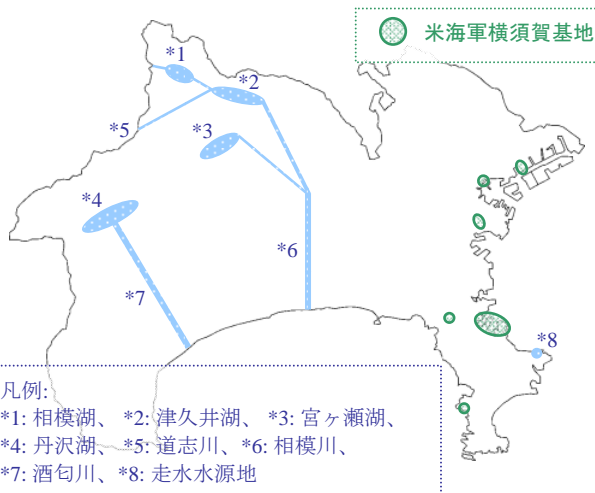 米海軍横須賀基地
*1
*2
*5
*3
*4
*6
*7
*8
凡例:
*1: 相模湖、 *2: 津久井湖、 *3: 宮ヶ瀬湖、
*4: 丹沢湖、 *5: 道志川、*6: 相模川、
*7: 酒匂川、*8: 走水水源地